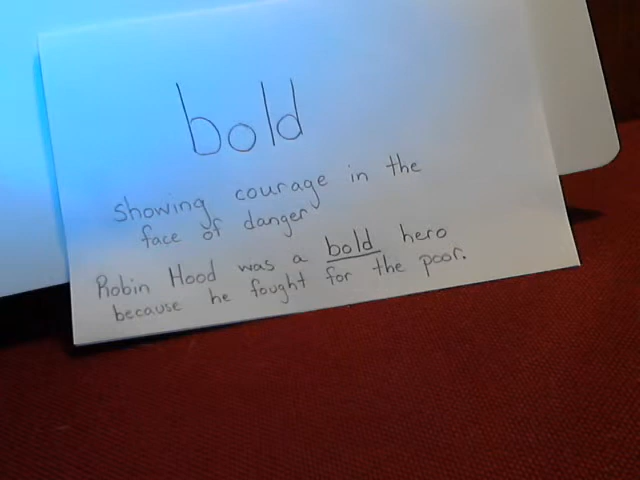 bold
showing courage in the
face of danger
Robin Hood was a bold hero
because he fought for the poor.